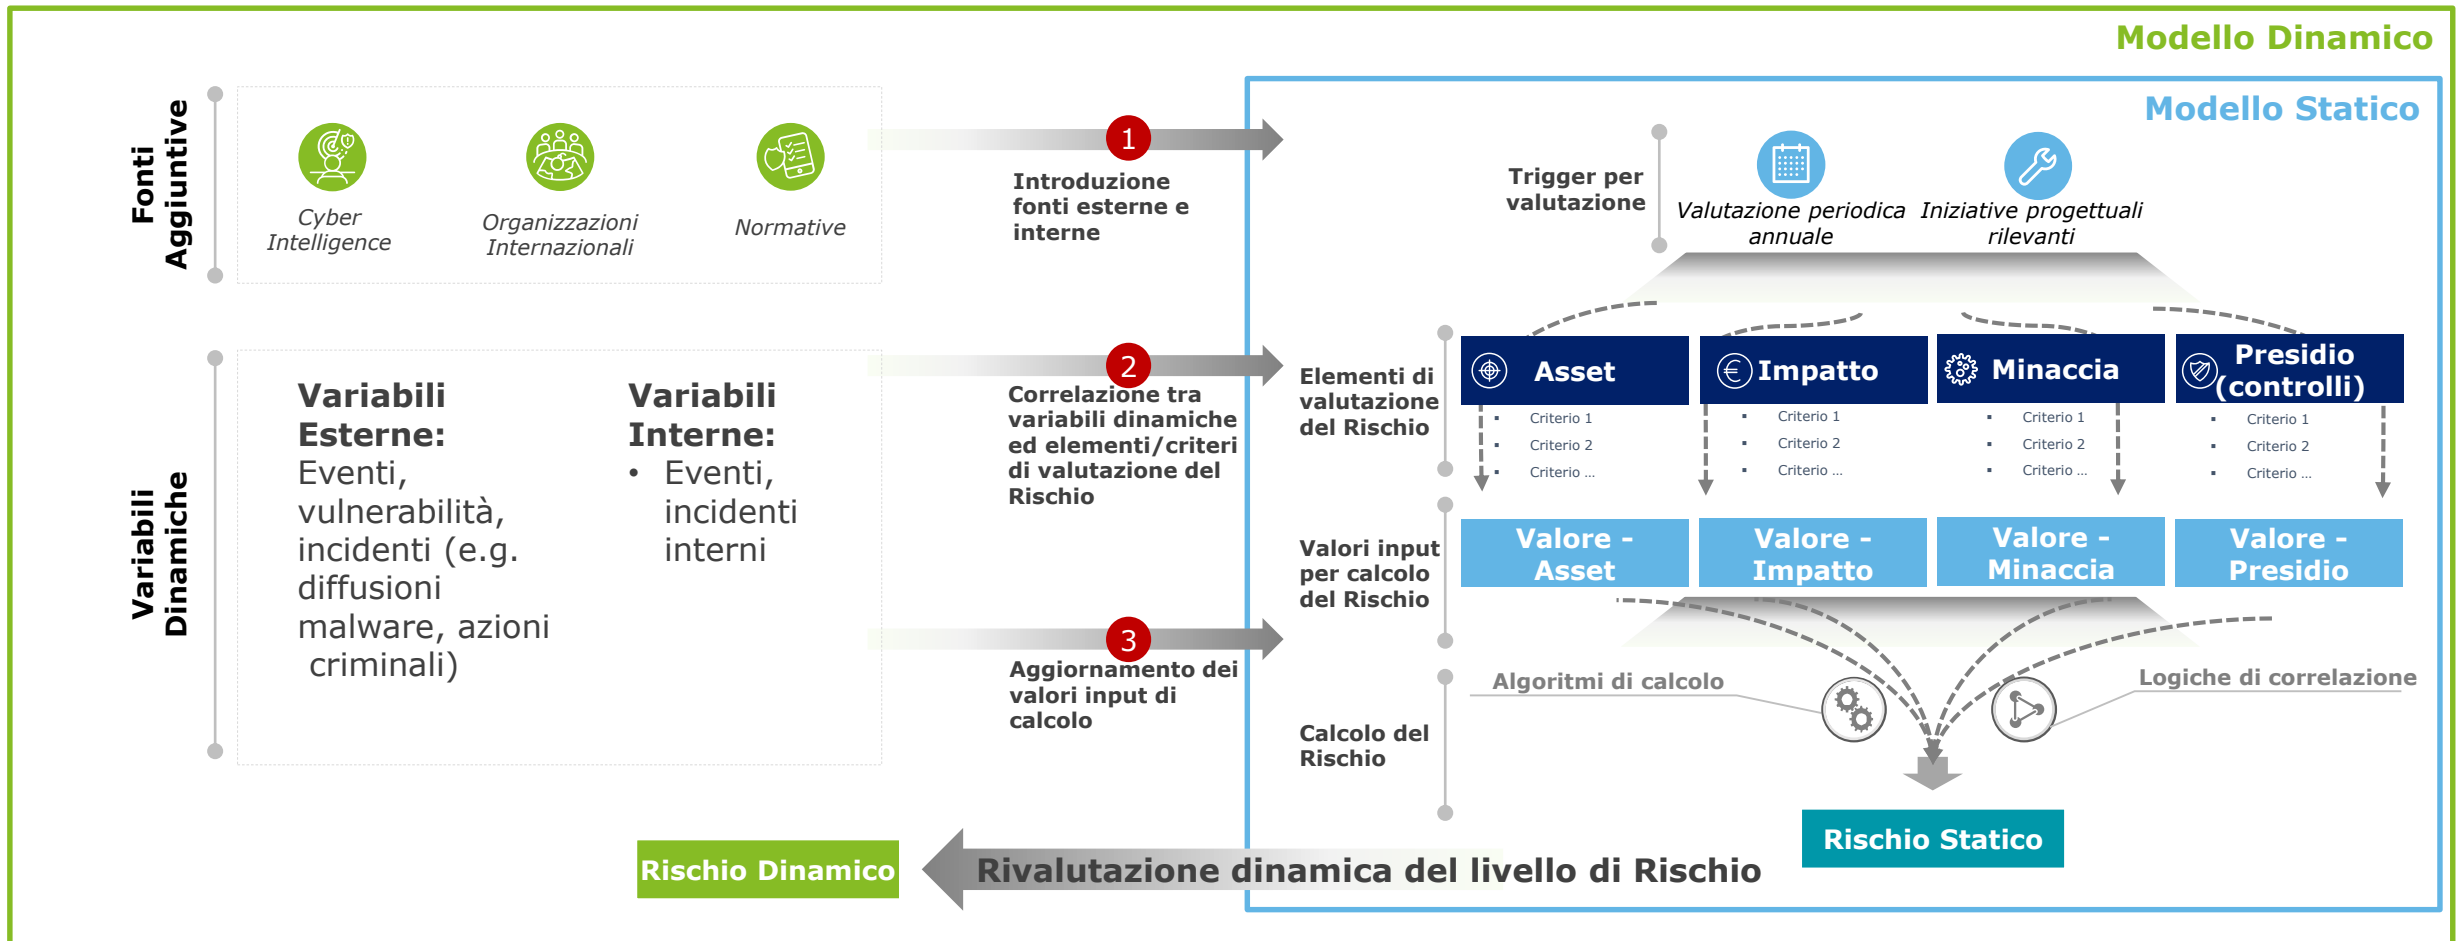 Modello Dinamico
Modello Statico
Fonti
Aggiuntive
Cyber
Intelligence
Organizzazioni
Internazionali
Normative
1
Introduzione
fonti esterne e
interne
Trigger per
valutazione
Valutazione periodica
annuale
Iniziative progettuali
rilevanti
Variabili
Dinamiche
Variabili
Esterne:
Eventi,
vulnerabilità,
incidenti (e.g.
diffusioni
malware, azioni
criminali)
Variabili
Interne:
• Eventi,
incidenti
interni
2
Correlazione tra
variabili dinamiche
ed elementi/criteri
di valutazione del
Rischio
3
Aggiornamento dei
valori input di
calcolo
Elementi di
valutazione
del Rischio
Asset
▪ Criterio 1
▪ Criterio 2
▪ Criterio …
€ Impatto
▪ Criterio 1
▪ Criterio 2
▪ Criterio …
Minaccia
▪ Criterio 1
▪ Criterio 2
▪ Criterio …
Presidio
(controlli)
▪ Criterio 1
▪ Criterio 2
▪ Criterio …
Valori input
per calcolo
del Rischio
Valore -
Asset
Valore -
Impatto
Valore -
Minaccia
Valore -
Presidio
Calcolo del
Rischio
Algoritmi di calcolo
Logiche di correlazione
Rischio Statico
Rivalutazione dinamica del livello di Rischio
Rischio Dinamico